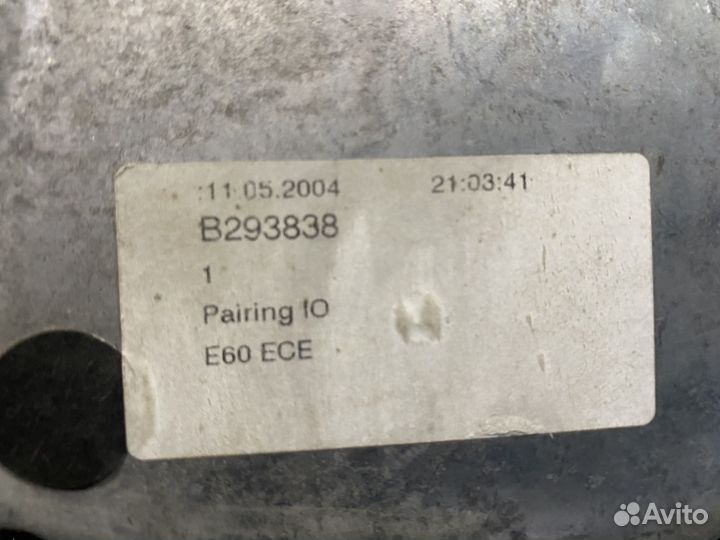 :11.05.2004 21:03:41
B293838
1
Pairing IO
E60 ECE
Avito